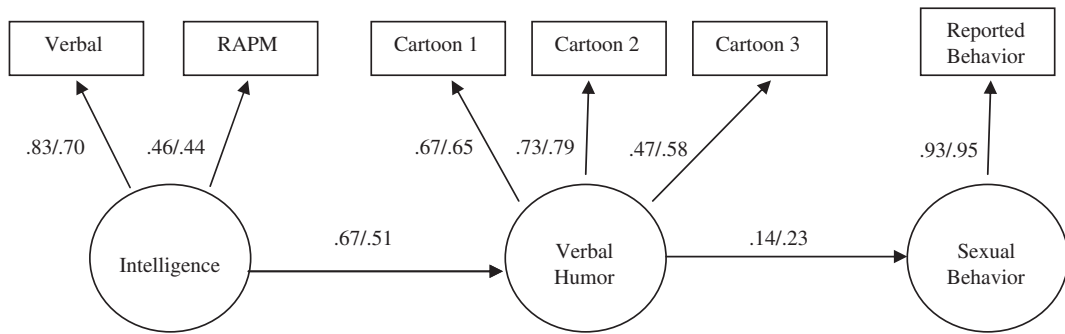 Verbal
RAPM
Cartoon 1
Cartoon 2
Cartoon 3
Reported
Behavior
.83/.70
.46/.44
.67/.65
.73/.79
.47/.58
.93/.95
Intelligence
.67/.51
Verbal
Humor
.14/.23
Sexual
Behavior